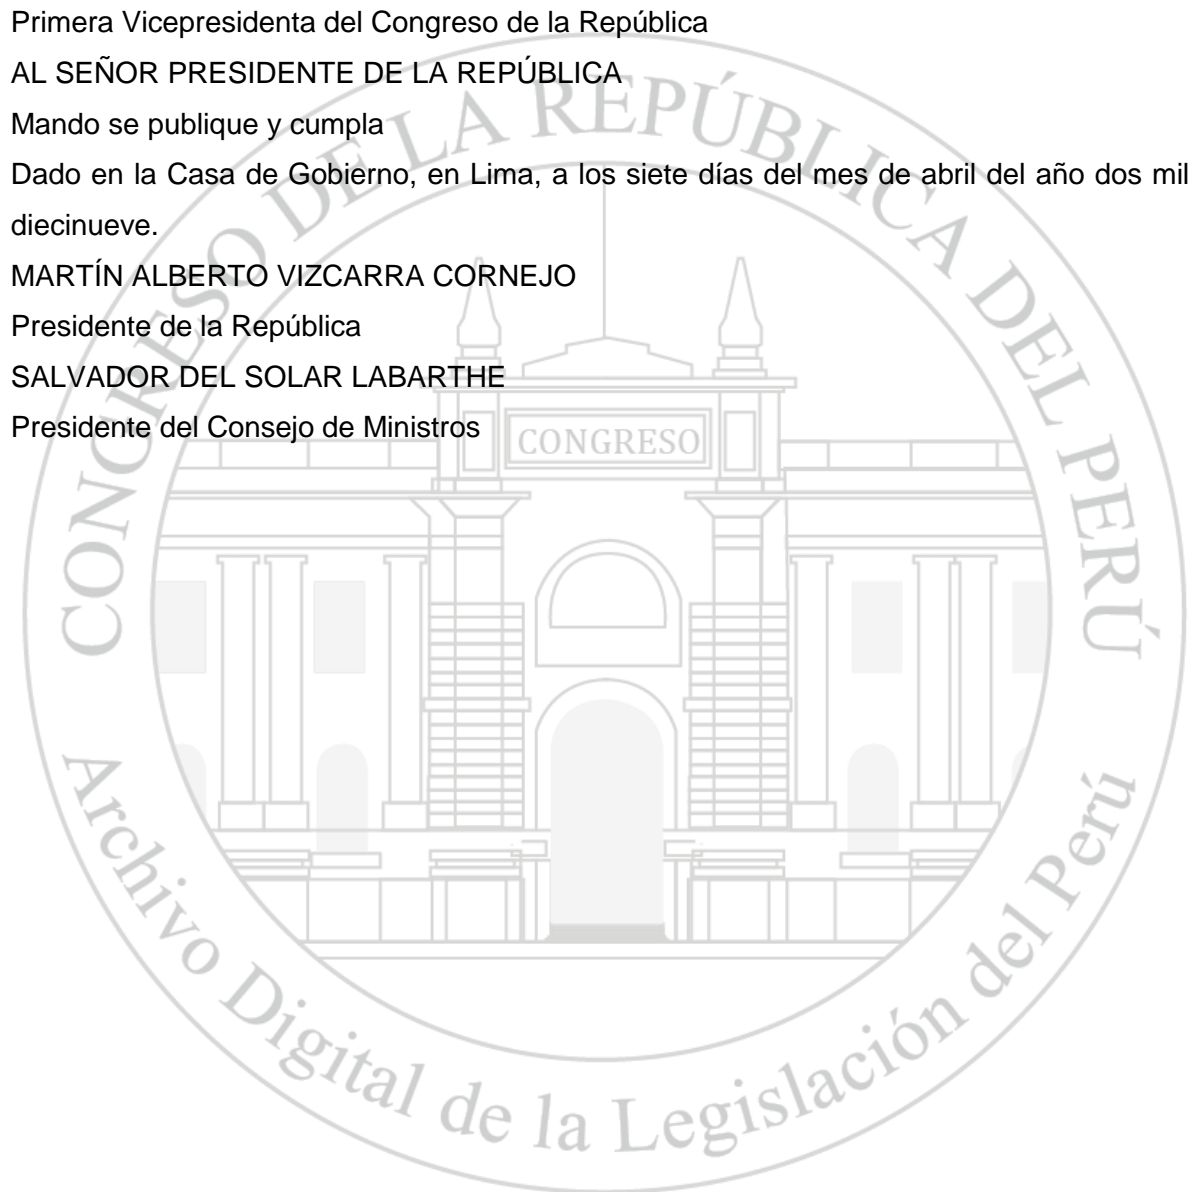 Primera Vicepresidenta del Congreso de la República
AL SEÑOR PRESIDENTE DE LA REPÚBLICA
Mando se publique y cumpla
Dado en la Casa de Gobierno, en Lima, a los siete días del mes de abril del año dos mil
diecinueve.
MARTÍN ALBERTO VIZCARRA CORNEJO
Presidente de la República
SALVADOR DEL SOLAR LABARTHE
Presidente del Consejo de Ministros
CONGRESO DE LA REPÚBLICA DEL PERÚ
CONGRESO
Archivo Digital de la Legislación del Perú